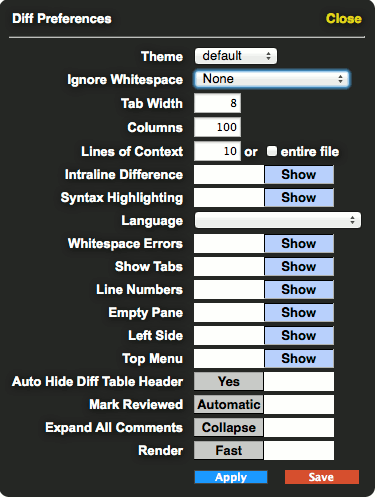 Diff Preferences Close
Theme default
Ignore Whitespace None
Tab Width 8
Columns 100
Lines of Context 10 or entire file
Intraline Difference Show
Syntax Highlighting Show
Language
Whitespace Errors Show
Show Tabs Show
Line Numbers Show
Empty Pane Show
Left Side Show
Top Menu Show
Auto Hide Diff Table Header Yes
Mark Reviewed Automatic
Expand All Comments Collapse
Render Fast
Apply Save